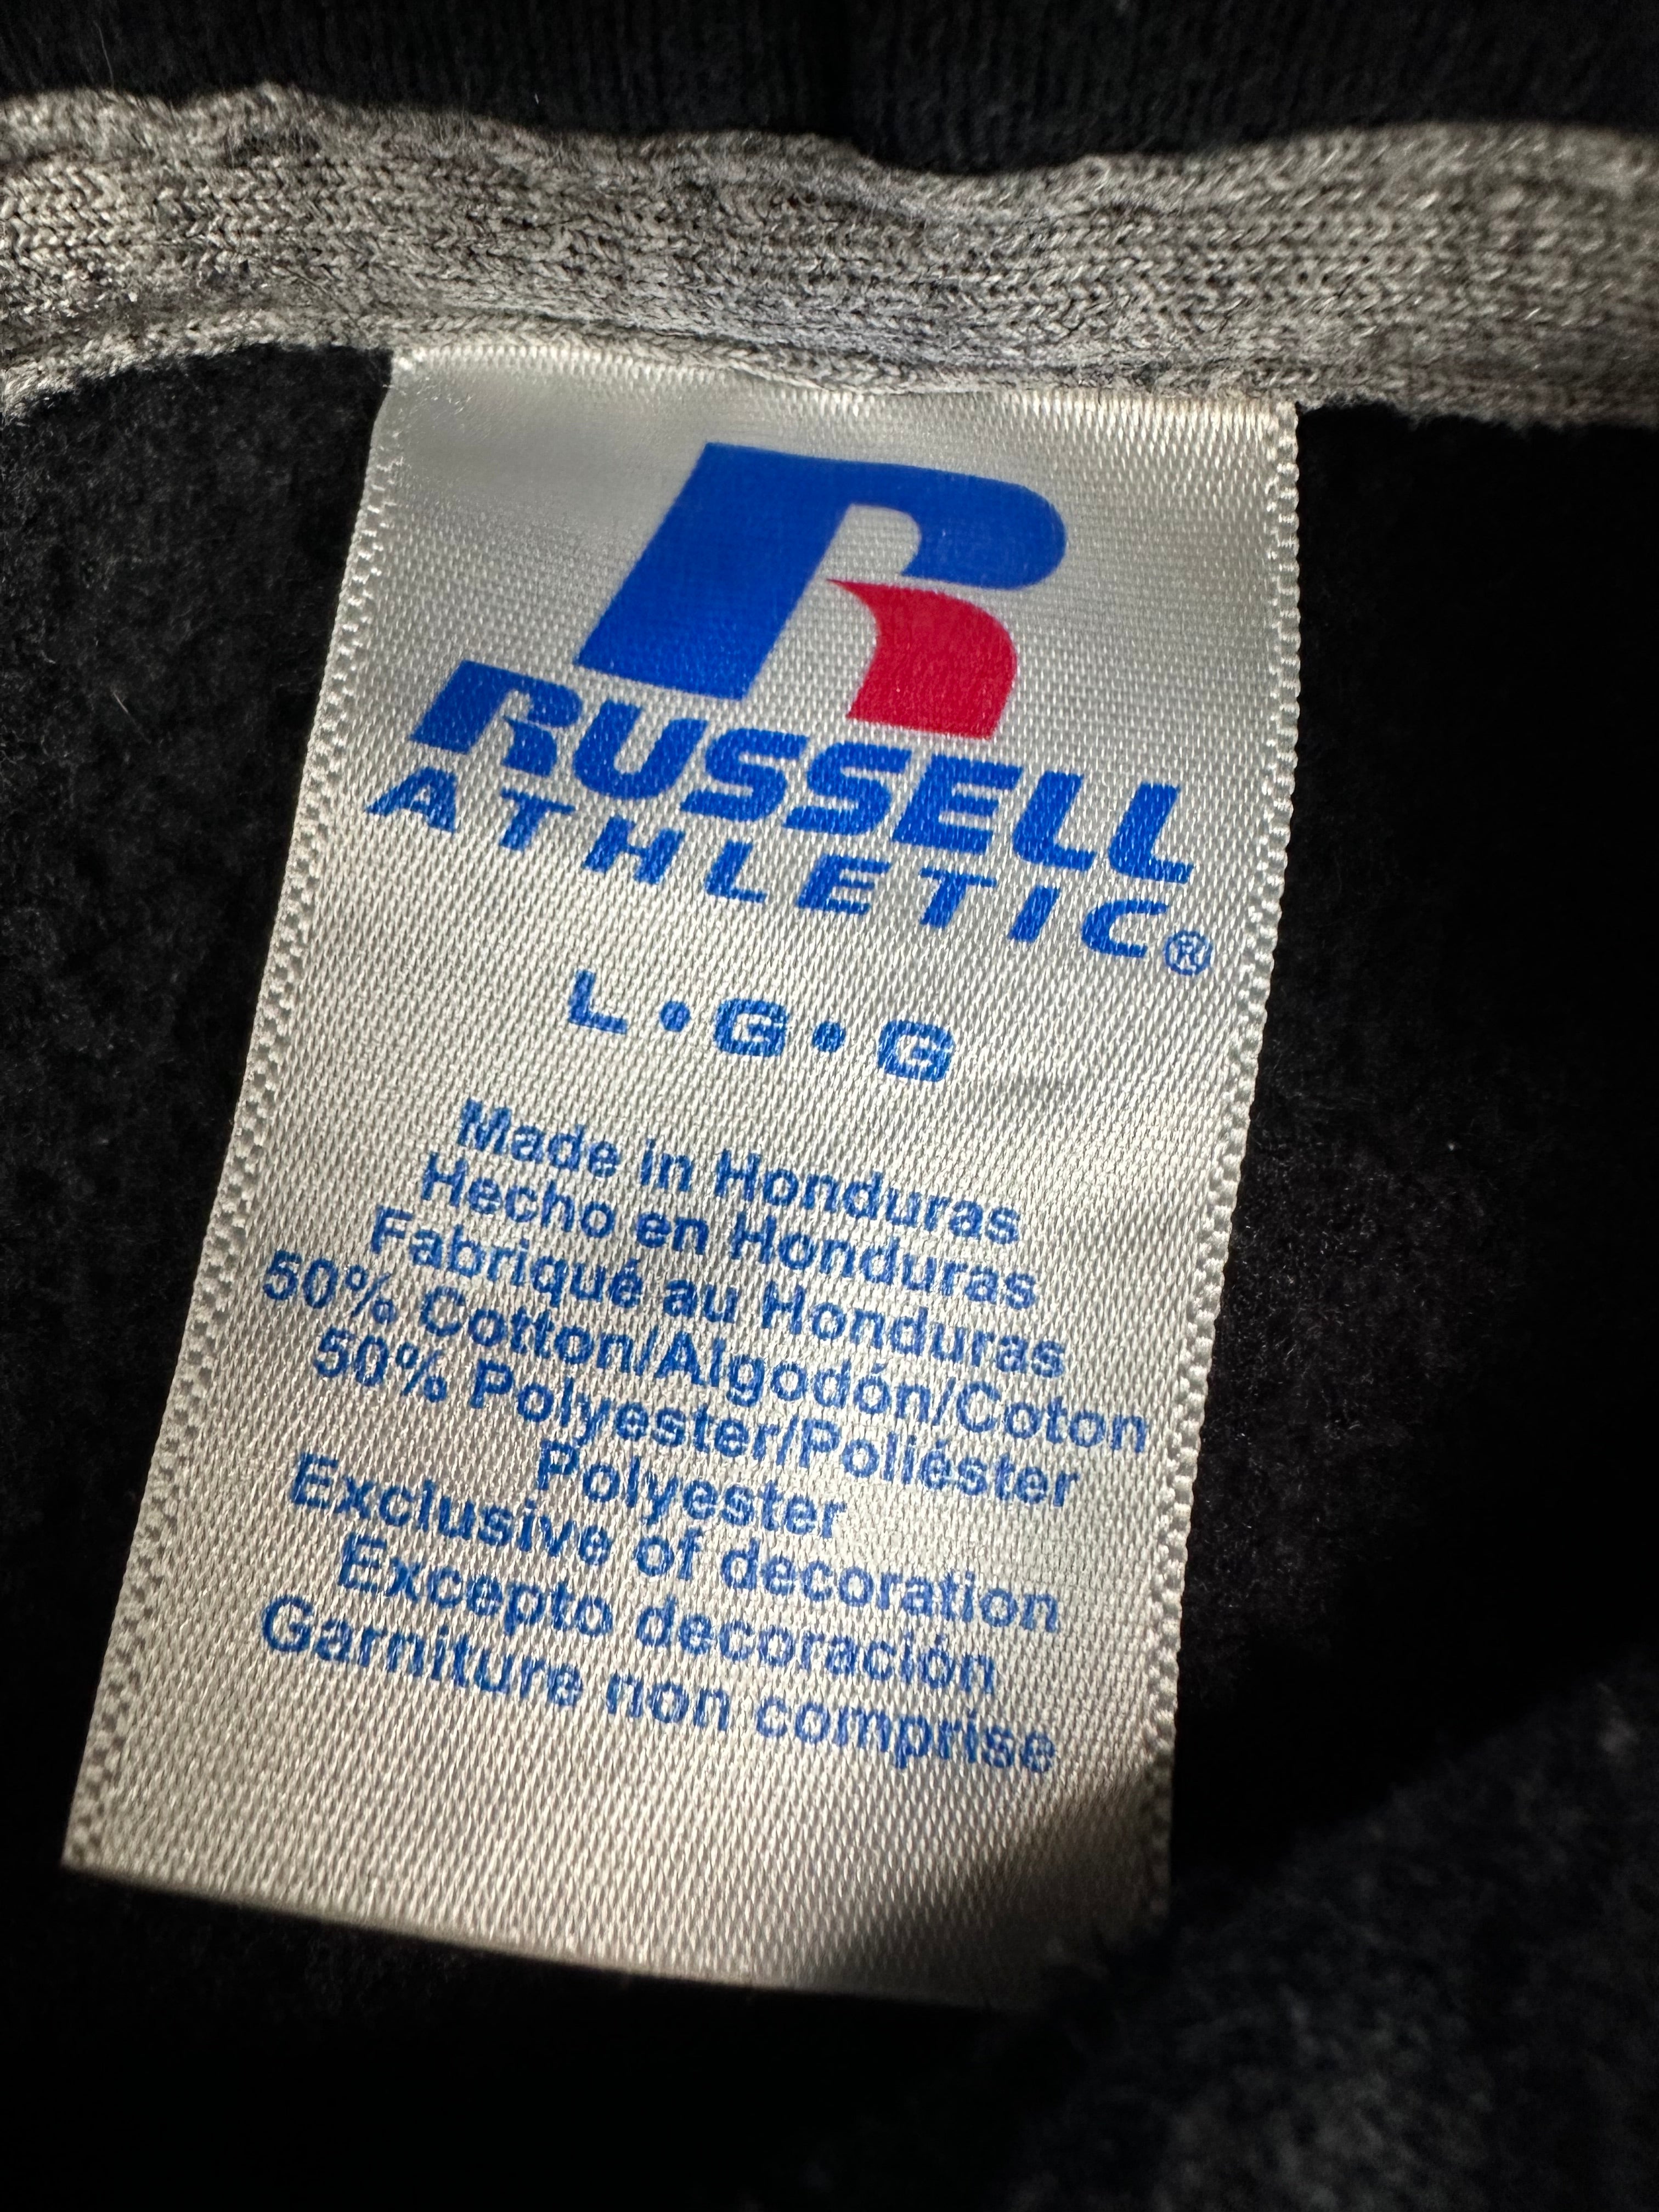 R
RUSSELL
ATHLETIC®
L•G•G
Made in Honduras
Hecho en Honduras
Fabriqué au Honduras
50% Cotton/Algodón/Coton
50% Polyester/Poliéster
Polyester
Exclusive of decoration
Excepto decoración
Garniture non comprise